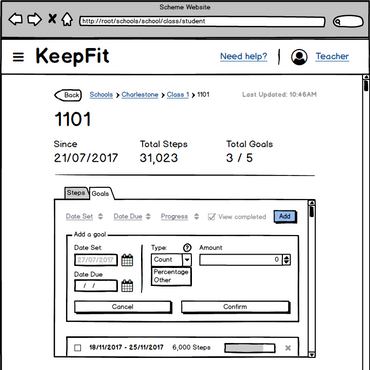 Scheme Website
http://root/schools/school/class/student
KeepFit
Need help?
Teacher
Back
Schools > Charlestone > Class 1 > 1101
Last Updated: 10:46AM
1101
Since Total Steps Total Goals
21/07/2017 31,023 3 / 5
Steps Goals
Date Set Date Due Progress View completed Add
Add a goal
Date Set Type: ? Amount
27/07/2017 Count 0
Date Due Percentage
/ / Other
Cancel Confirm
18/11/2017 - 25/11/2017 6,000 Steps